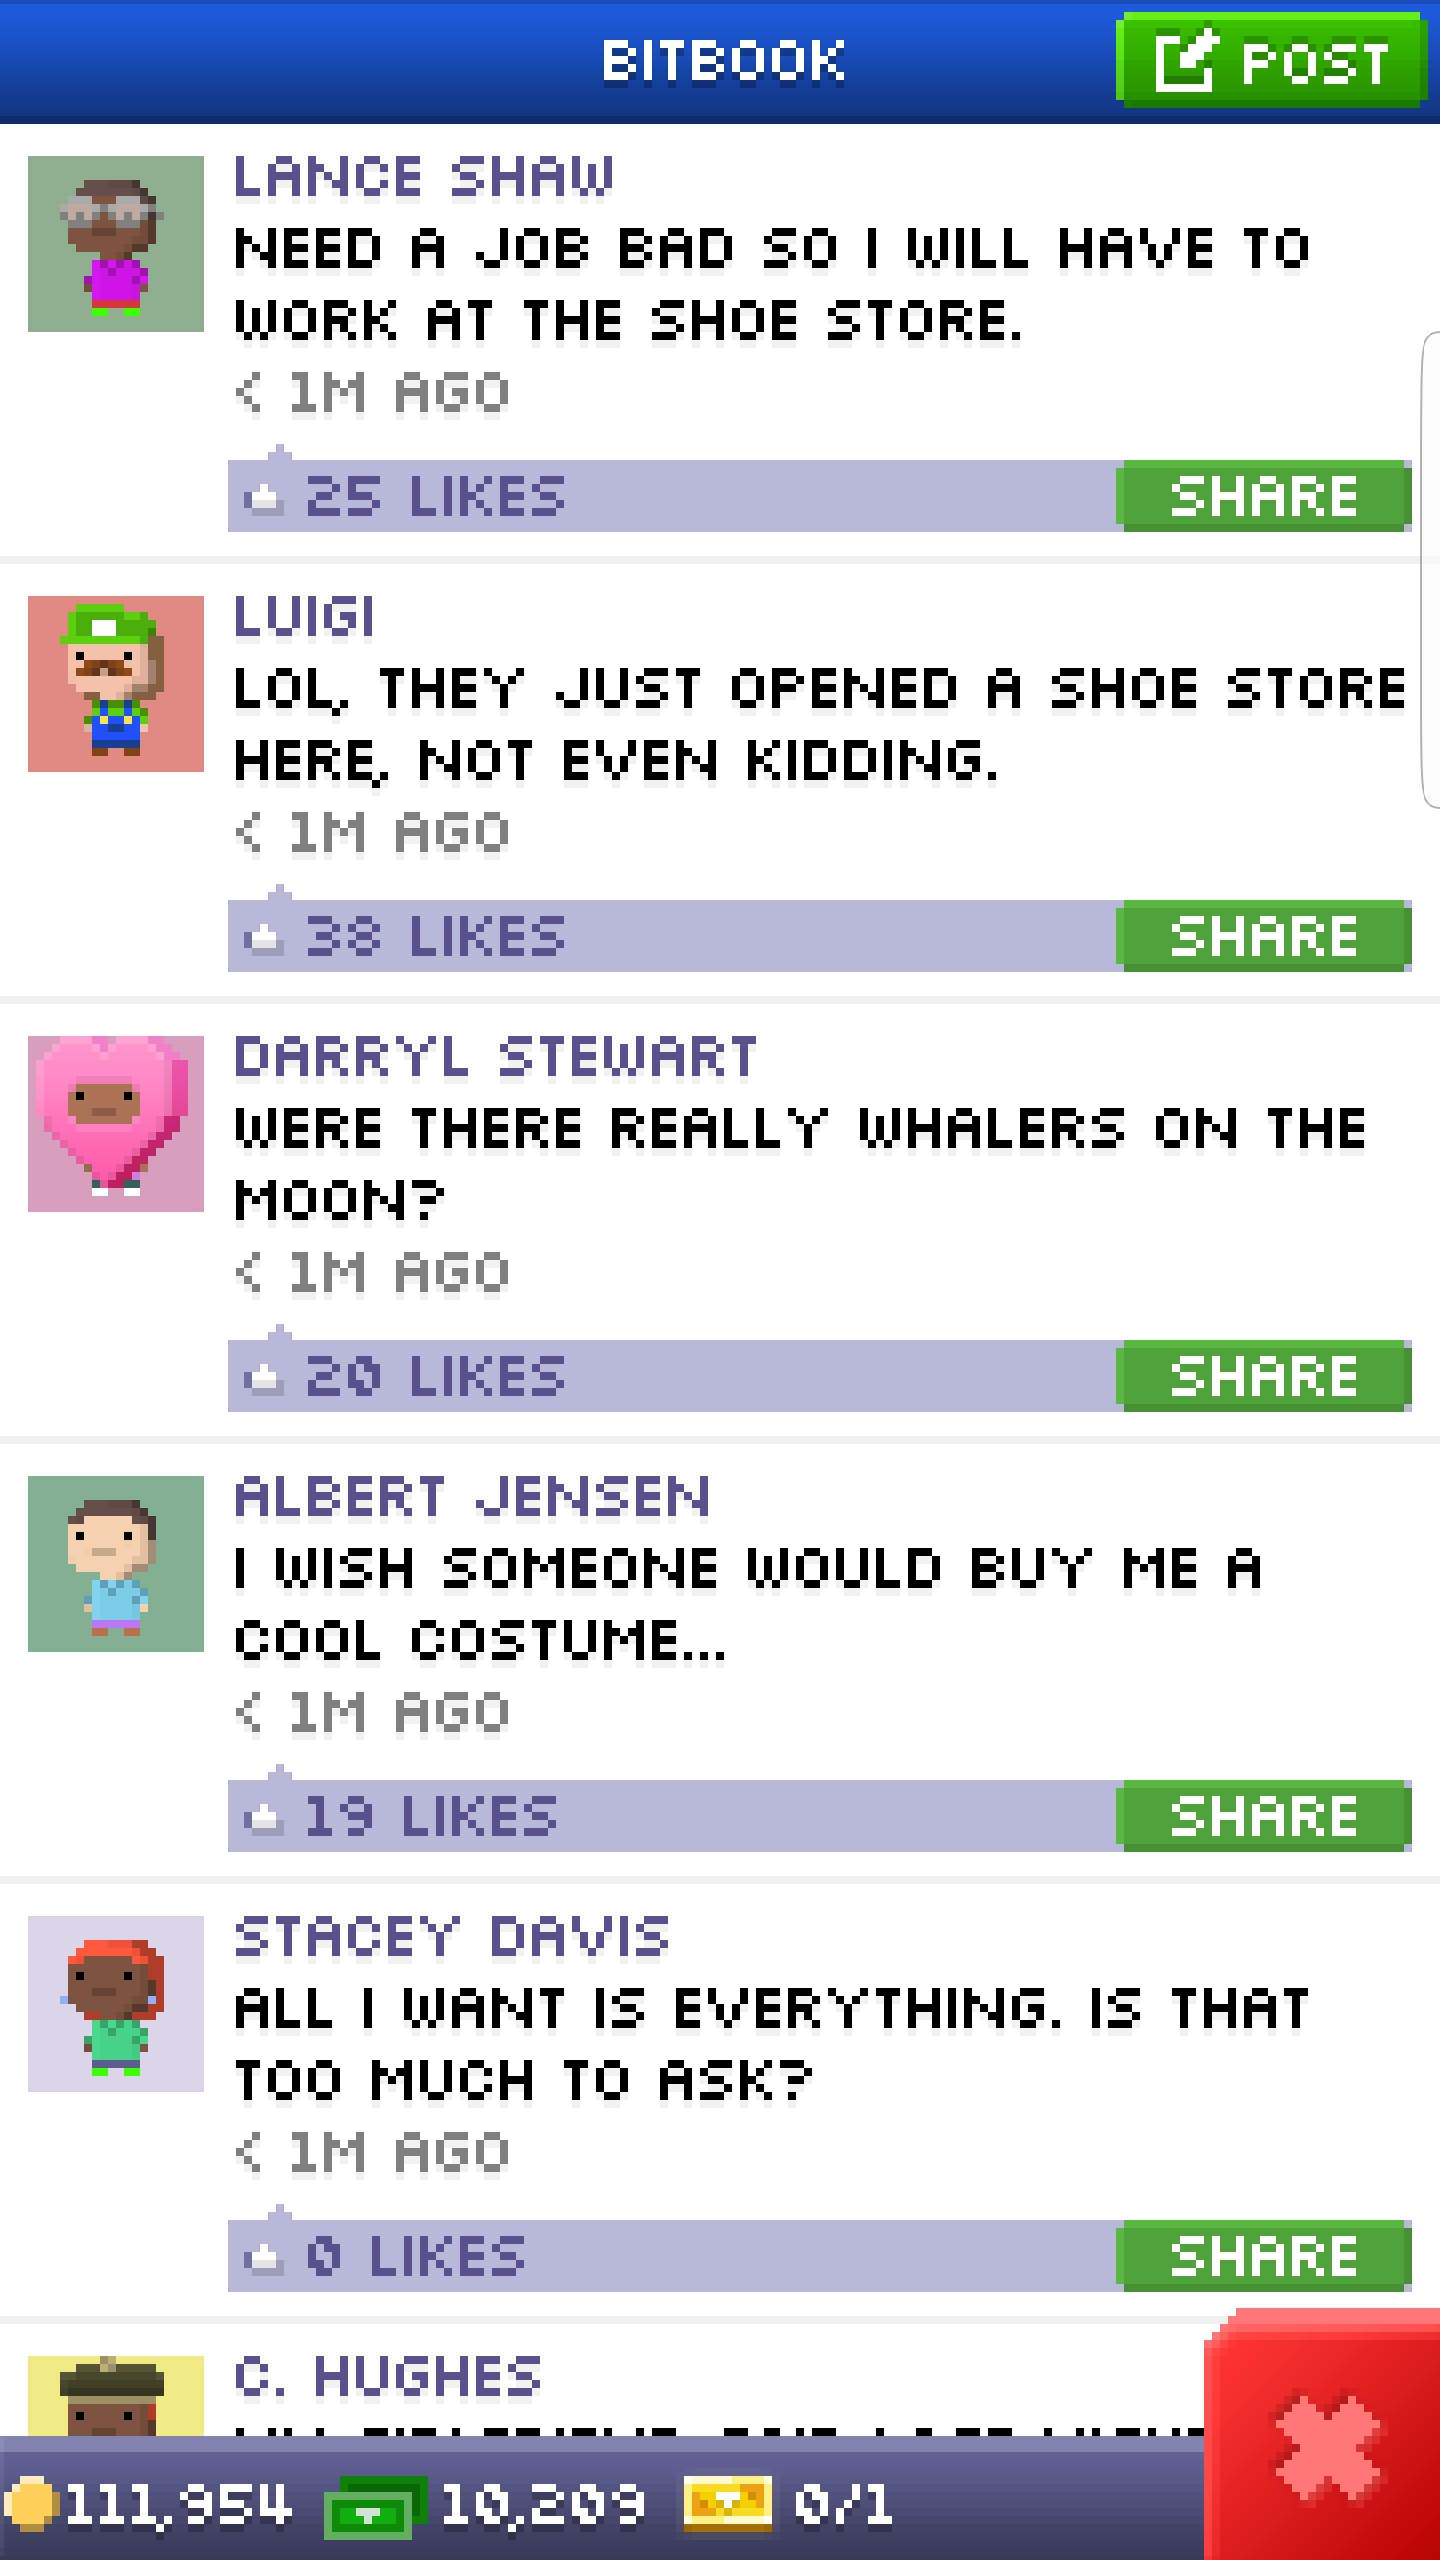 BITBOOK
POST
LANCE SHAW
NEED A JOB BAD SO I WILL HAVE TO
WORK AT THE SHOE STORE.
< 1M AGO
25 LIKES
SHARE
LUIGI
LOL, THEY JUST OPENED A SHOE STORE
HERE, NOT EVEN KIDDING.
< 1M AGO
38 LIKES
SHARE
DARRYL STEWART
WERE THERE REALLY WHALERS ON THE
MOON?
< 1M AGO
20 LIKES
SHARE
ALBERT JENSEN
I WISH SOMEONE WOULD BUY ME A
COOL COSTUME...
< 1M AGO
19 LIKES
SHARE
STACEY DAVIS
ALL I WANT IS EVERYTHING. IS THAT
TOO MUCH TO ASK?
< 1M AGO
0 LIKES
SHARE
C. HUGHES
111,954
10,209
0/1